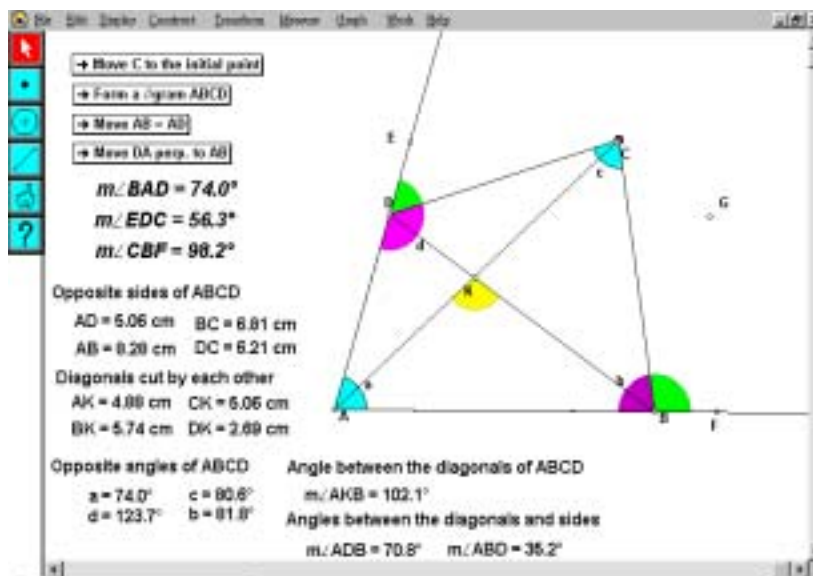 File Edit Display Construct Transform Measure Graph Work Help
→ Move C to the initial point
→ Form a //gram ABCD
→ Move AB = AD
→ Move DA perp. to AB
m∠BAD = 74.0°
m∠EDC = 56.3°
m∠CBF = 98.2°
Opposite sides of ABCD
AD = 5.06 cm BC = 6.81 cm
AB = 8.28 cm DC = 6.21 cm
Diagonals cut by each other
AK = 4.88 cm CK = 5.06 cm
BK = 5.74 cm DK = 2.69 cm
Opposite angles of ABCD
a = 74.0° c = 80.6°
d = 123.7° b = 81.8°
Angle between the diagonals of ABCD
m∠AKB = 102.1°
Angles between the diagonals and sides
m∠ADB = 70.8° m∠ABD = 35.2°
E
C
c
G
D
d
K
a
b
A
B
F
?